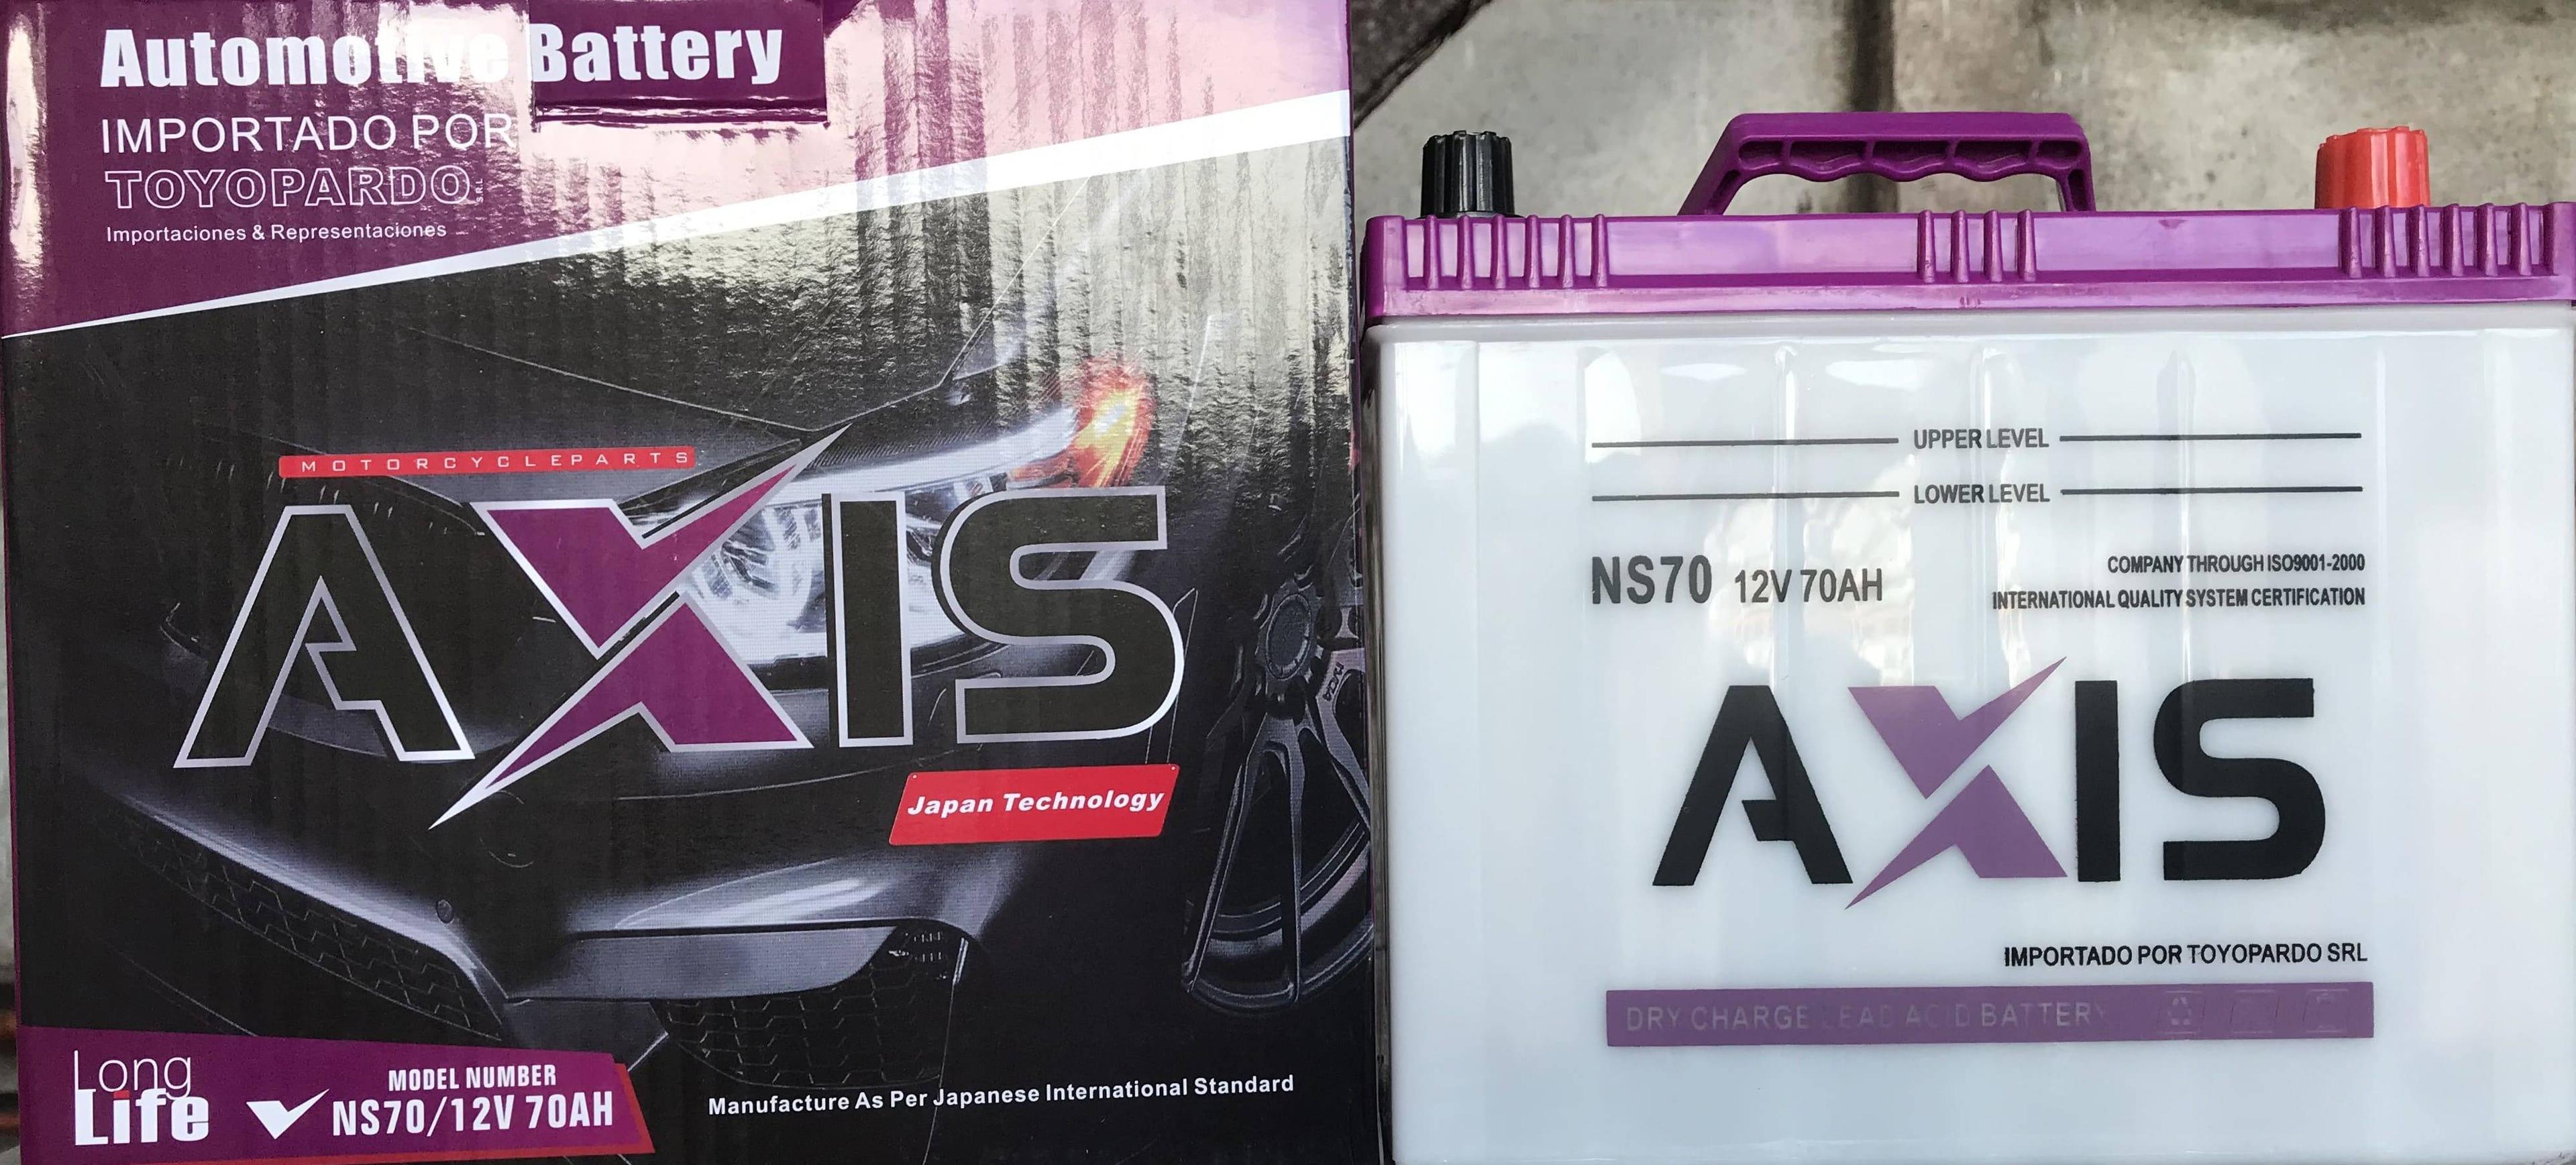 Automotive Battery
IMPORTADO POR
TOYOPARDO S.R.L.
Importaciones & Representaciones
MOTORCYCLEPARTS
AXIS
Japan Technology
Long
Life
MODEL NUMBER
NS70/12V 70AH
Manufacture As Per Japanese International Standard
UPPER LEVEL
LOWER LEVEL
NS70 12V 70AH
COMPANY THROUGH ISO9001-2000
INTERNATIONAL QUALITY SYSTEM CERTIFICATION
AXIS
IMPORTADO POR TOYOPARDO SRL
DRY CHARGE LEAD ACID BATTERY